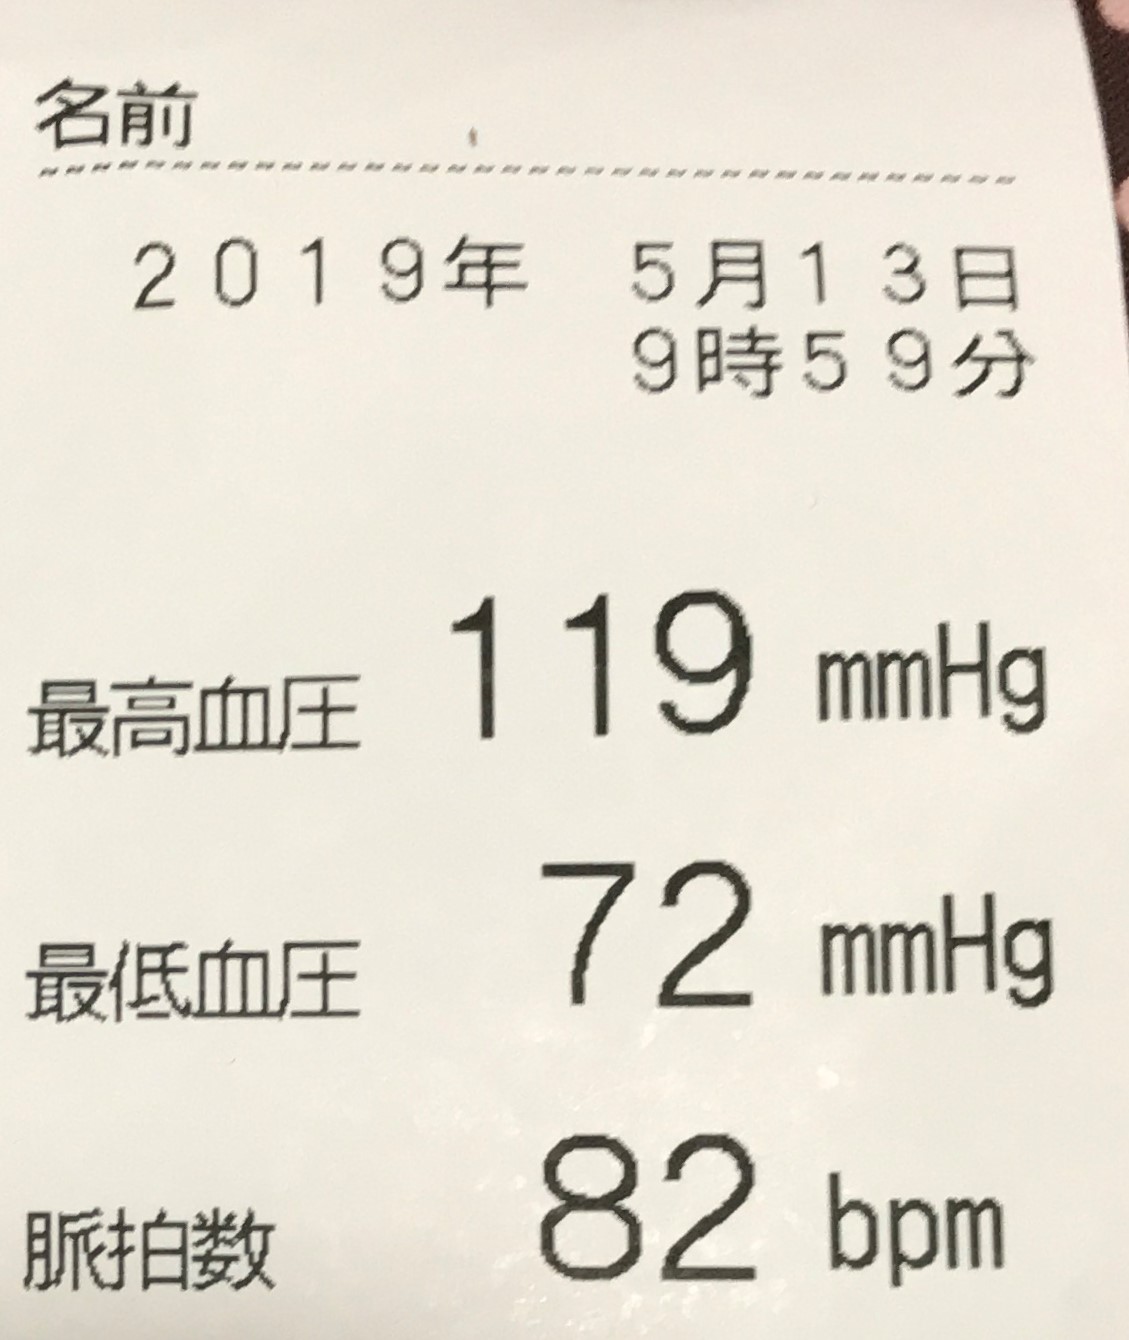 名前
2019年 5月13日
9時59分
最高血圧 119 mmHg
最低血圧 72 mmHg
脈拍数 82 bpm